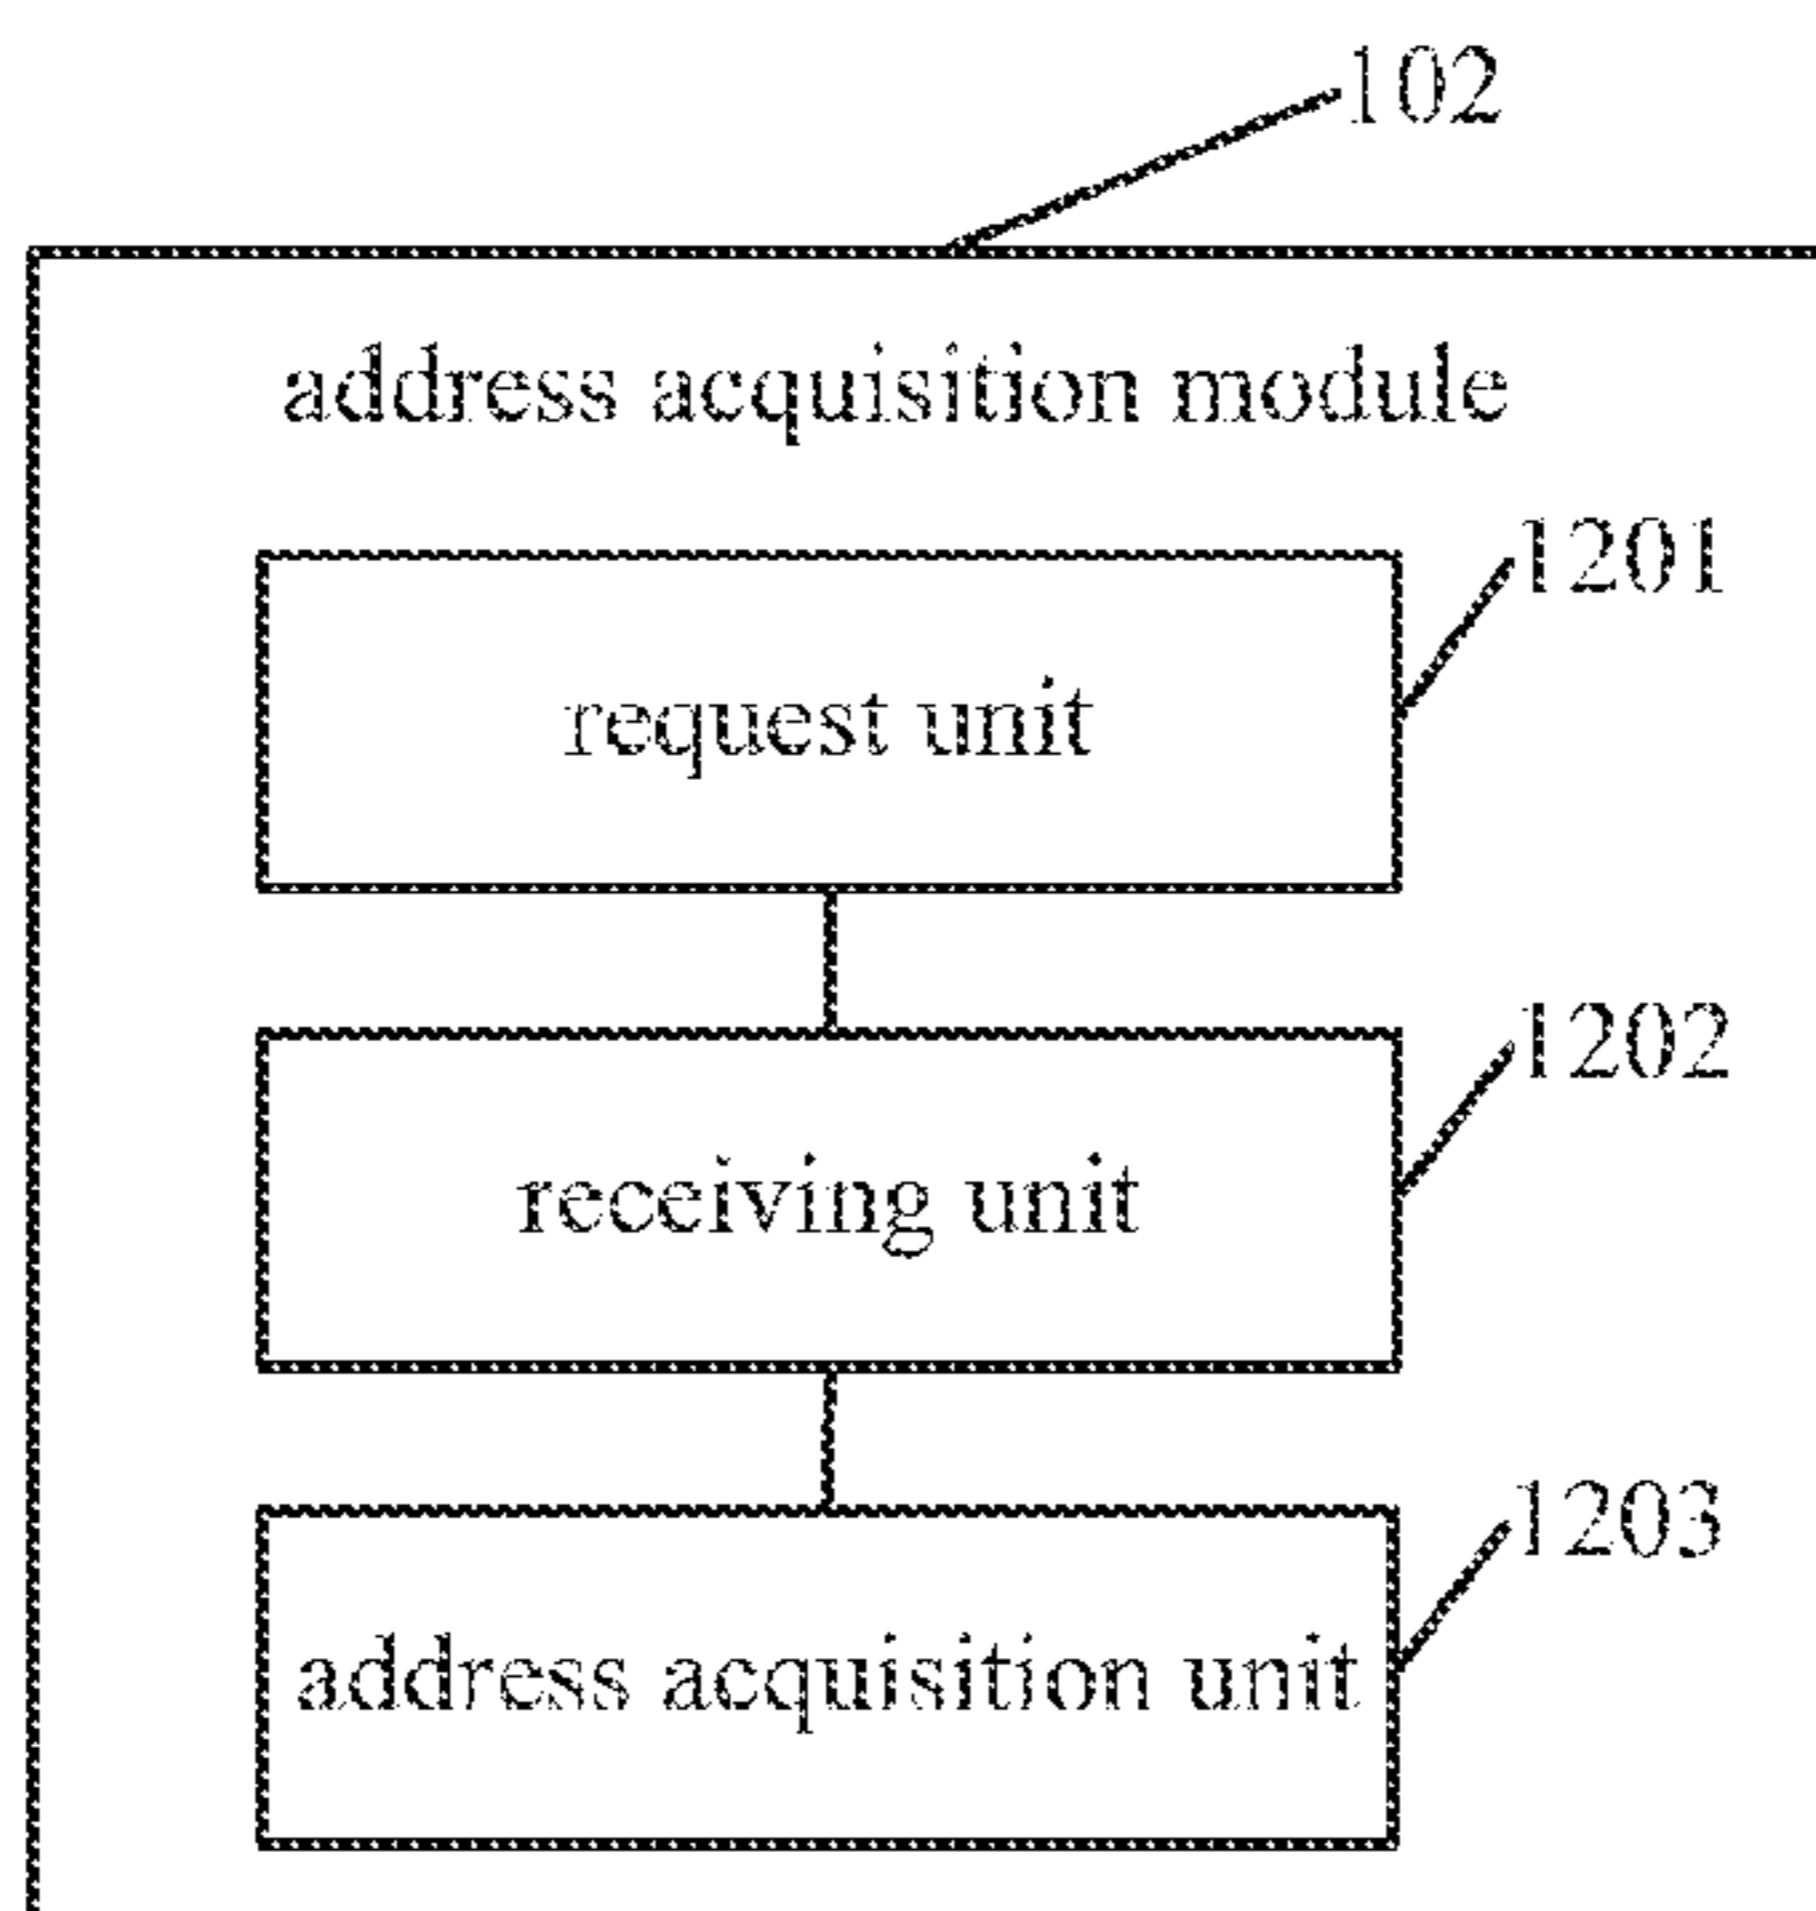 102
address acquisition module
1201
request unit
1202
receiving unit
1203
address acquisition unit